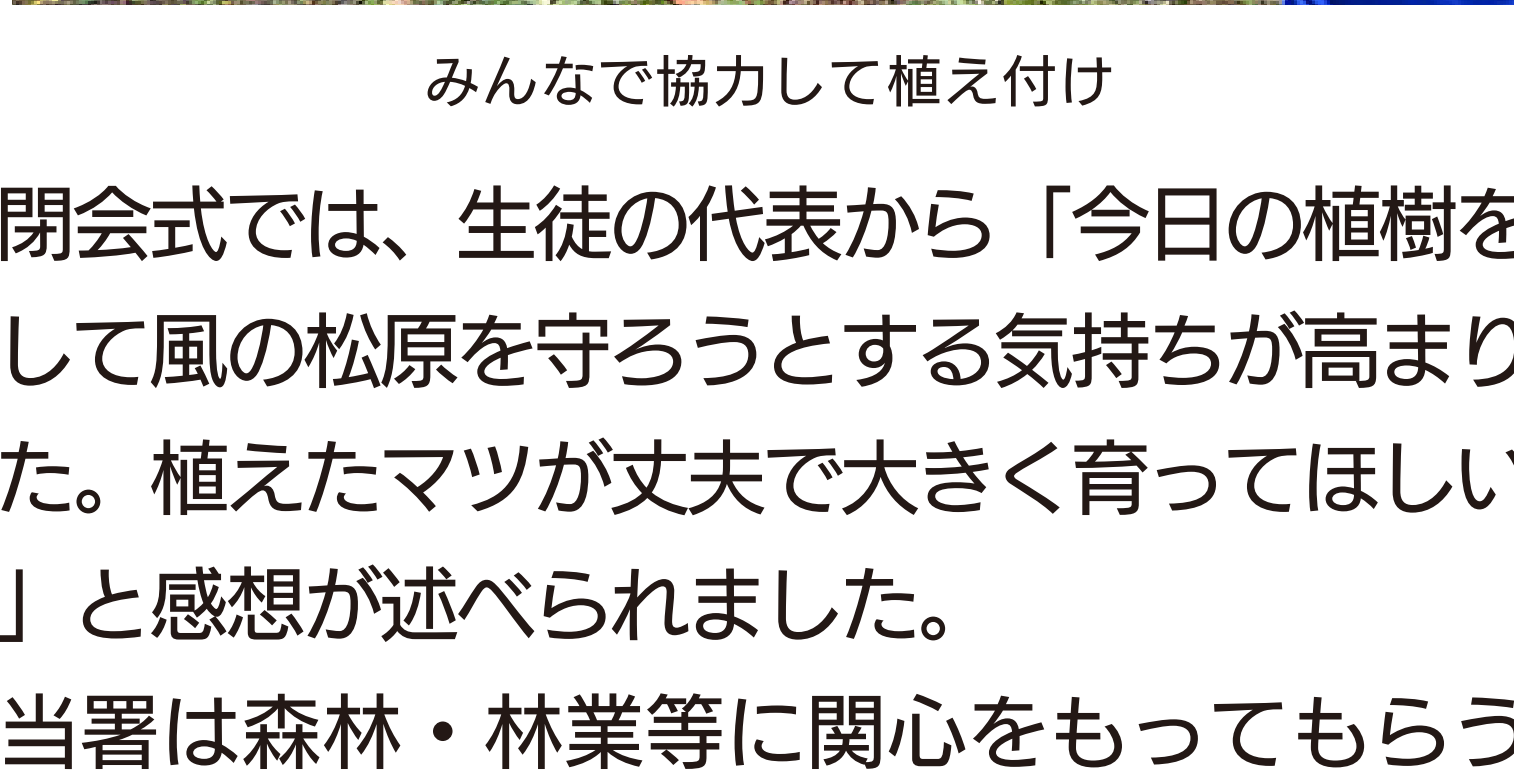 みんなで協力して植え付け
閉会式では、生徒の代表から「今日の植樹を
して風の松原を守ろうとする気持ちが高まり
た。植えたマツが丈夫で大きく育ってほしい
」と感想が述べられました。
当署は森林・林業等に関心をもってもらう